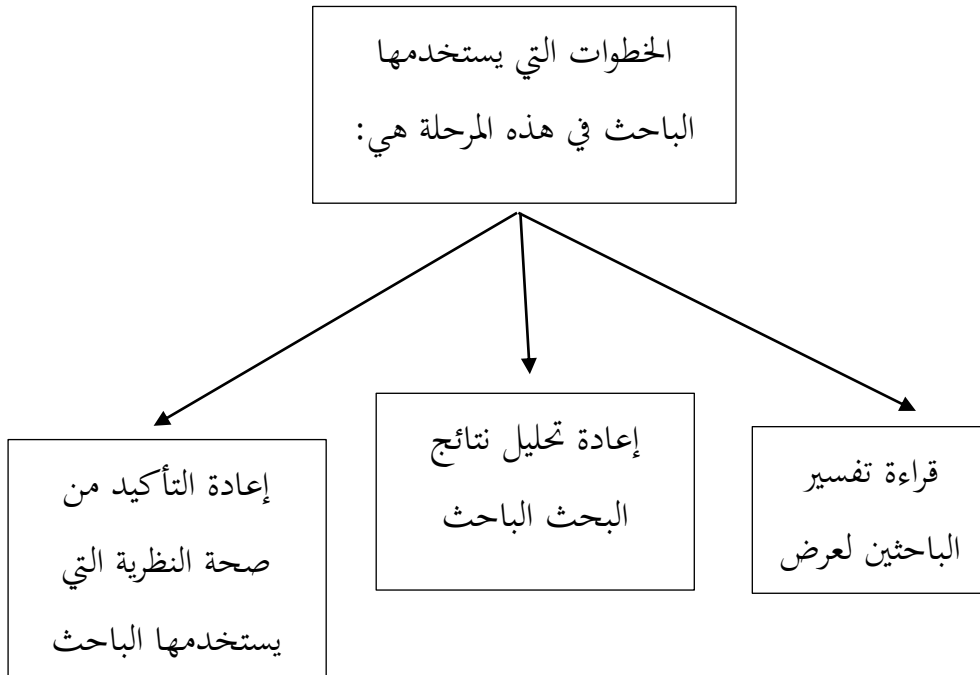 الخطوات التي يستخدمها
الباحث في هذه المرحلة هي:
قراءة تفسير
الباحثين لعرض
إعادة تحليل نتائج
البحث الباحث
إعادة التأكيد من
صحة النظرية التي
يستخدمها الباحث